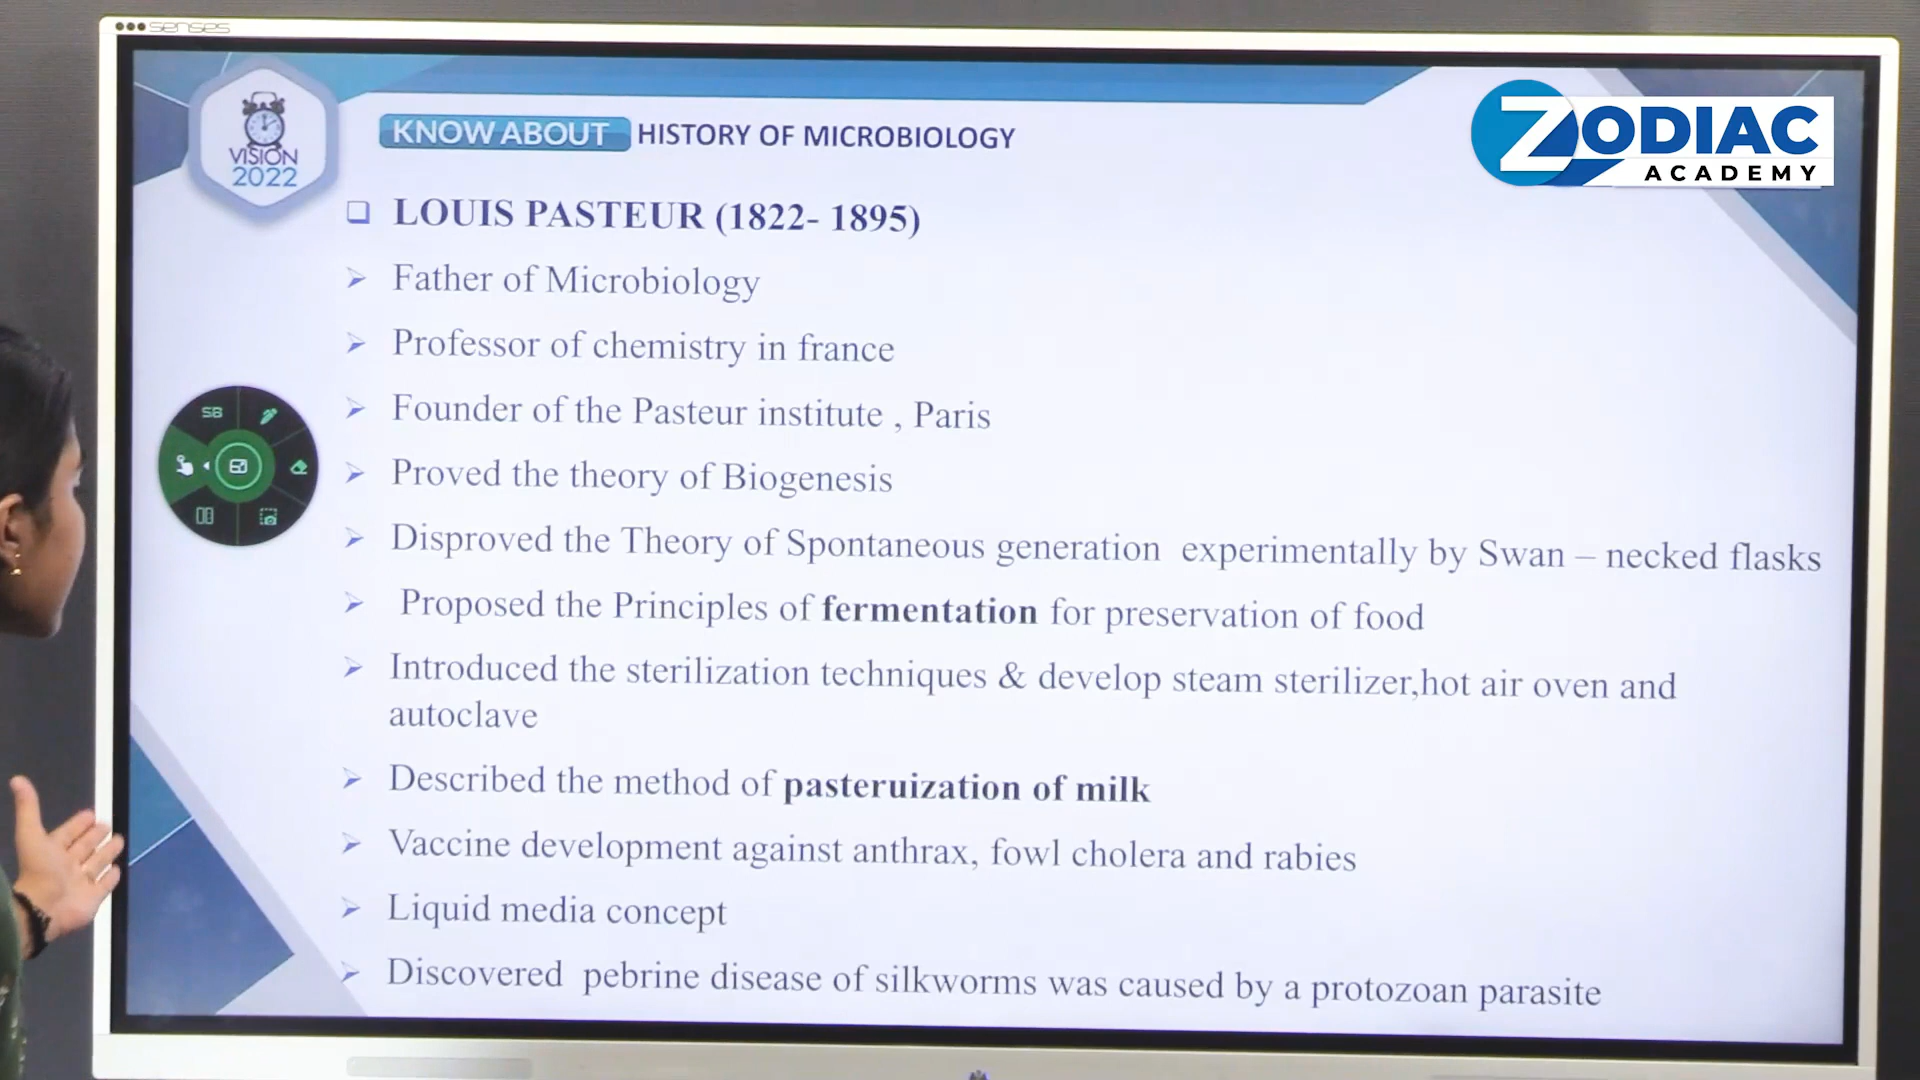 senses
VISION
2022
KNOW ABOUT HISTORY OF MICROBIOLOGY
ZODIAC
ACADEMY
LOUIS PASTEUR (1822- 1895)
Father of Microbiology
Professor of chemistry in france
Founder of the Pasteur institute , Paris
Proved the theory of Biogenesis
Disproved the Theory of Spontaneous generation experimentally by Swan – necked flasks
Proposed the Principles of fermentation for preservation of food
Introduced the sterilization techniques & develop steam sterilizer,hot air oven and
autoclave
Described the method of pasteruization of milk
Vaccine development against anthrax, fowl cholera and rabies
Liquid media concept
Discovered pebrine disease of silkworms was caused by a protozoan parasite
SB